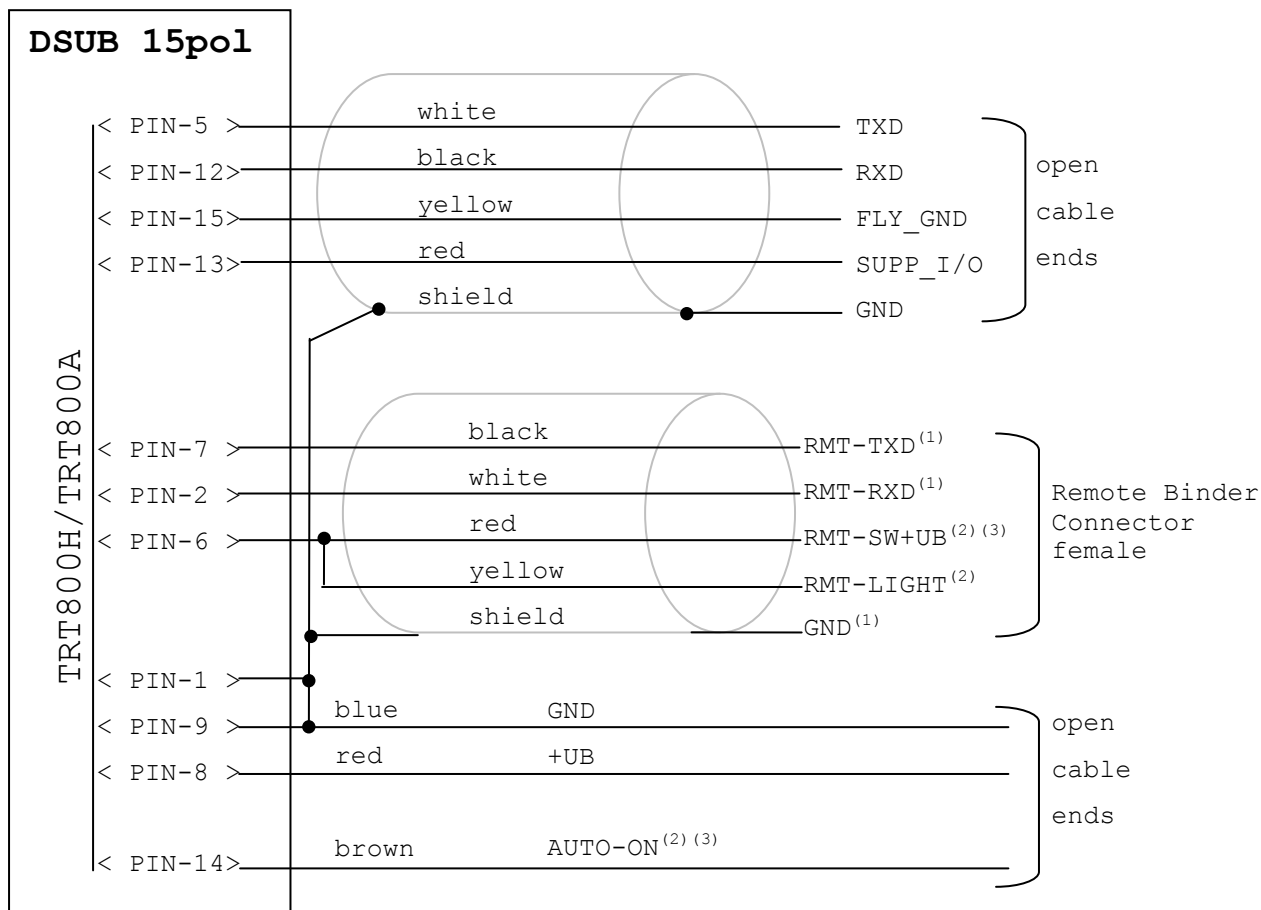 DSUB 15pol
TRT800H/TRT800A
< PIN-5 > white TXD
< PIN-12> black RXD
< PIN-15> yellow FLY_GND
< PIN-13> red SUPP_I/O
shield GND
open
cable
ends
< PIN-7 > black RMT-TXD(1)
< PIN-2 > white RMT-RXD(1)
< PIN-6 > red RMT-SW+UB(2)(3)
yellow RMT-LIGHT(2)
shield GND(1)
Remote Binder
Connector
female
< PIN-1 >
< PIN-9 > blue GND
< PIN-8 > red +UB
< PIN-14> brown AUTO-ON(2)(3)
open
cable
ends